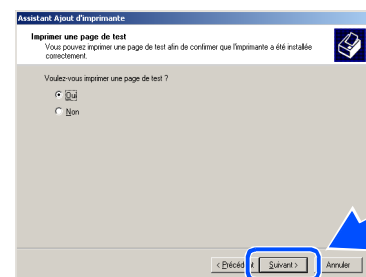 Assistant Ajout d'imprimante
Imprimer une page de test
Vous pouvez imprimer une page de test afin de confirmer que l'imprimante a été installée
correctement.
Voulez-vous imprimer une page de test ?
Oui
Non
< Précédent Suivant > Annuler